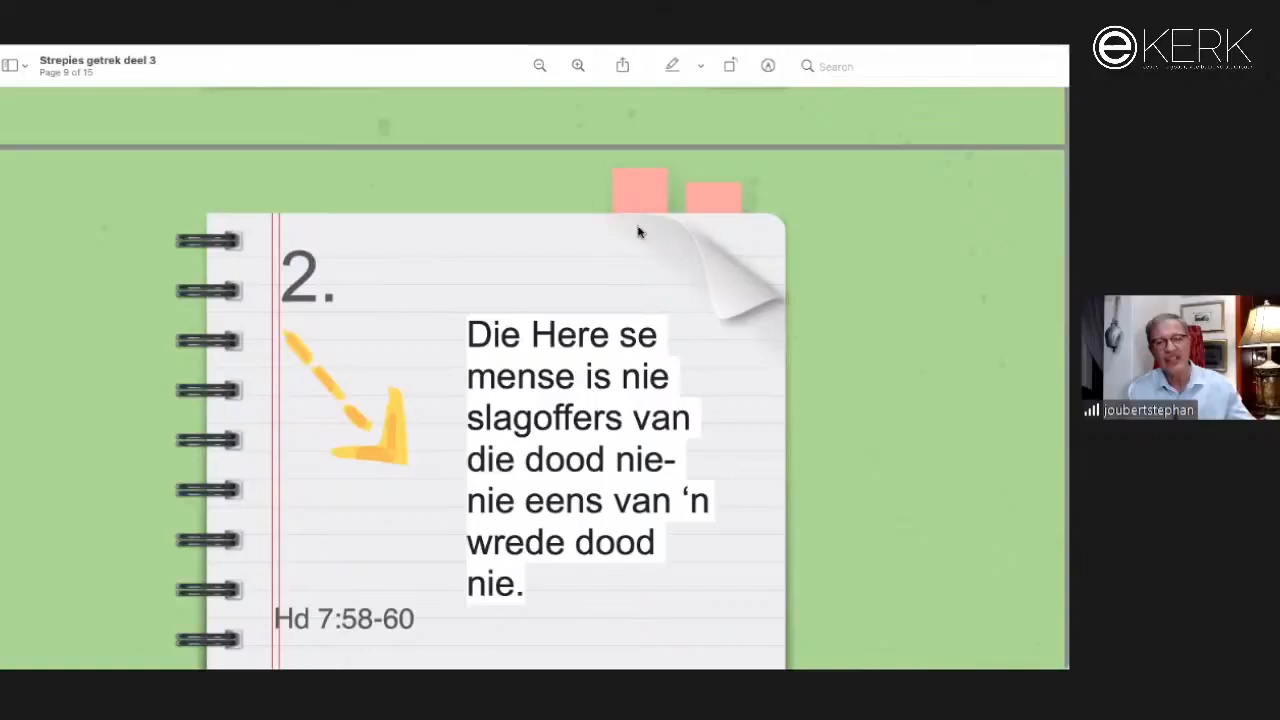 eKERK
Strepies getrek deel 3
Page 9 of 15
Search
2.
Die Here se
mense is nie
slagoffers van
die dood nie-
nie eens van ‘n
wrede dood
nie.
Hd 7:58-60
joubertstephan